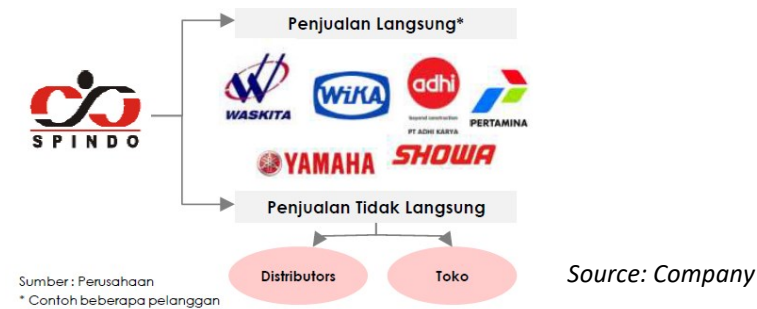 Penjualan Langsung*
WASKITA
WIKA
adhi
beyond construction
PT ADHI KARYA
PERTAMINA
SPINDO
YAMAHA
SHOWA
Penjualan Tidak Langsung
Distributors
Toko
Source: Company
Sumber : Perusahaan
* Contoh beberapa pelanggan